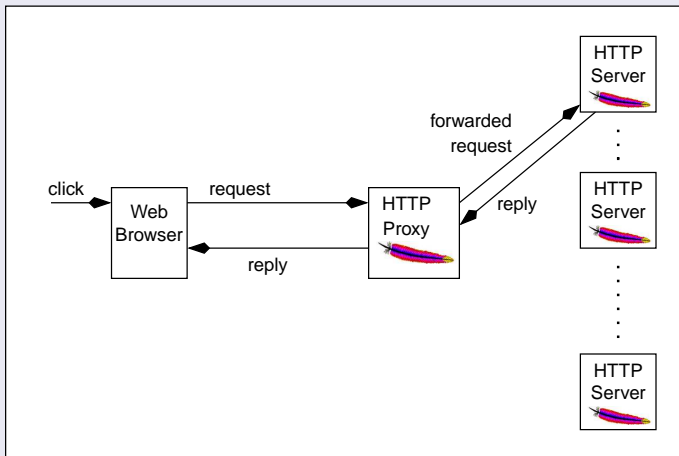 HTTP
Server
forwarded
request
click
request
Web
Browser
HTTP
Proxy
reply
reply
HTTP
Server
HTTP
Server